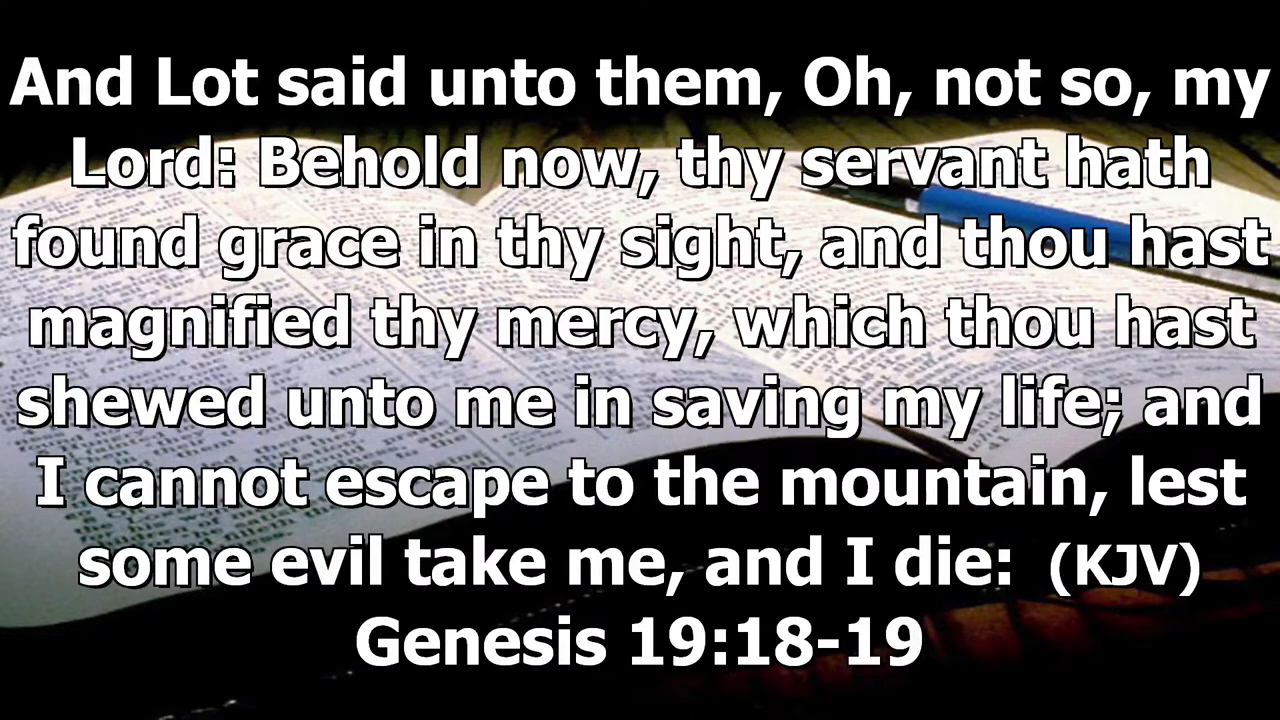 And Lot said unto them, Oh, not so, my
Lord: Behold now, thy servant hath
found grace in thy sight, and thou hast
magnified thy mercy, which thou hast
shewed unto me in saving my life; and
I cannot escape to the mountain, lest
some evil take me, and I die: (KJV)
Genesis 19:18-19